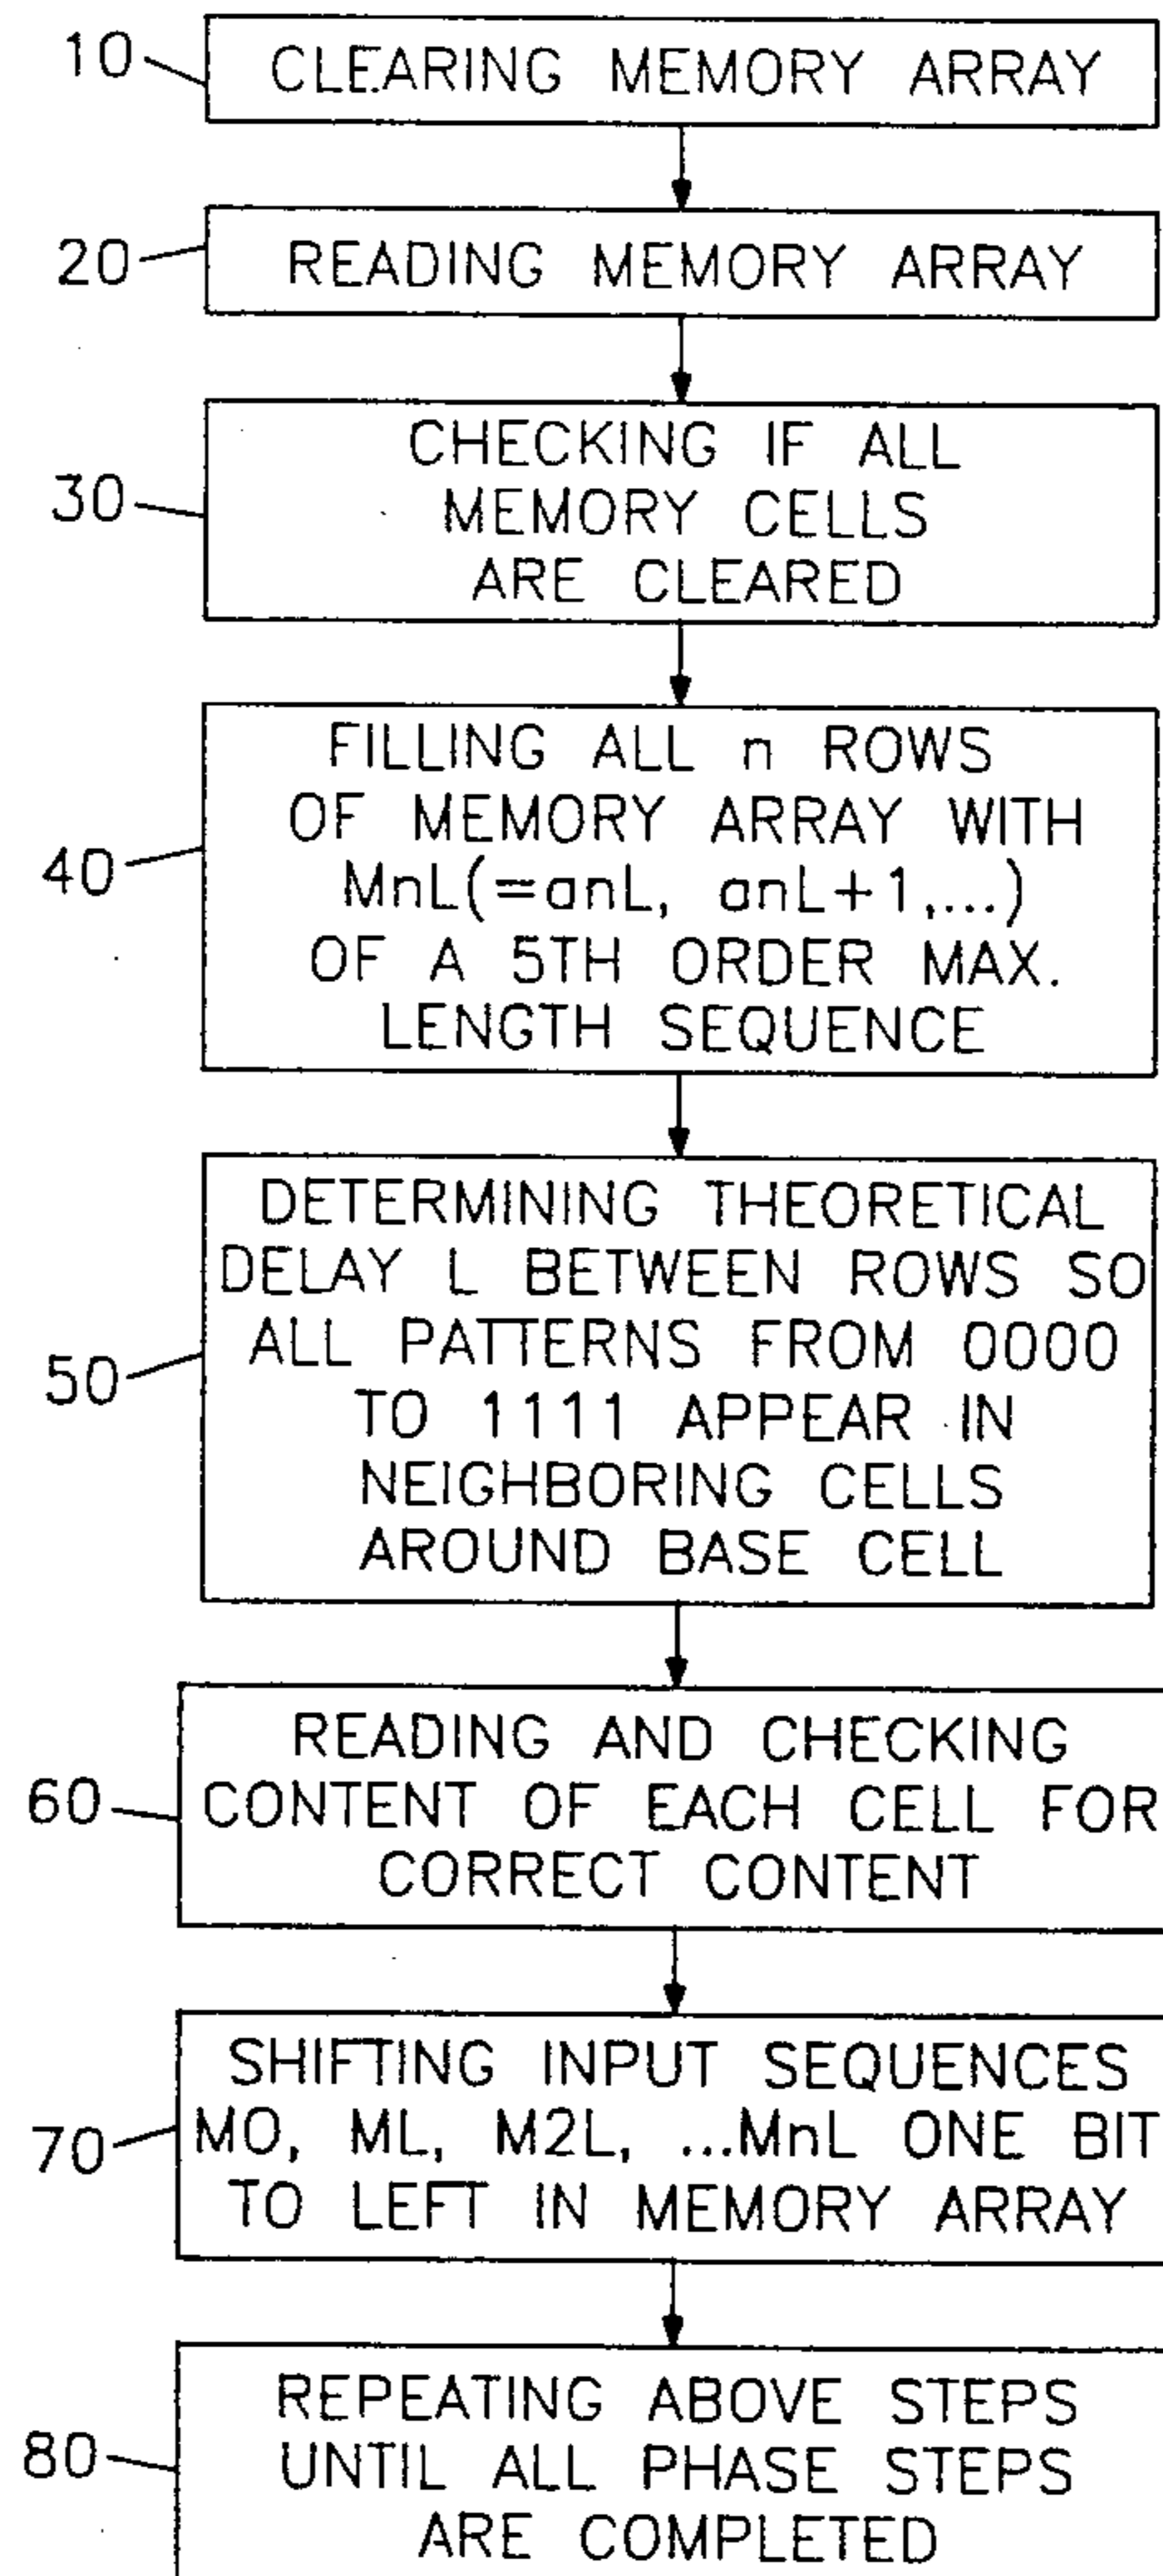 10
CLEARING MEMORY ARRAY
20
READING MEMORY ARRAY
30
CHECKING IF ALL
MEMORY CELLS
ARE CLEARED
40
FILLING ALL n ROWS
OF MEMORY ARRAY WITH
MnL(=anL, anL+1,...)
OF A 5TH ORDER MAX.
LENGTH SEQUENCE
50
DETERMINING THEORETICAL
DELAY L BETWEEN ROWS SO
ALL PATTERNS FROM 0000
TO 1111 APPEAR IN
NEIGHBORING CELLS
AROUND BASE CELL
60
READING AND CHECKING
CONTENT OF EACH CELL FOR
CORRECT CONTENT
70
SHIFTING INPUT SEQUENCES
M0, ML, M2L, ...MnL ONE BIT
TO LEFT IN MEMORY ARRAY
80
REPEATING ABOVE STEPS
UNTIL ALL PHASE STEPS
ARE COMPLETED